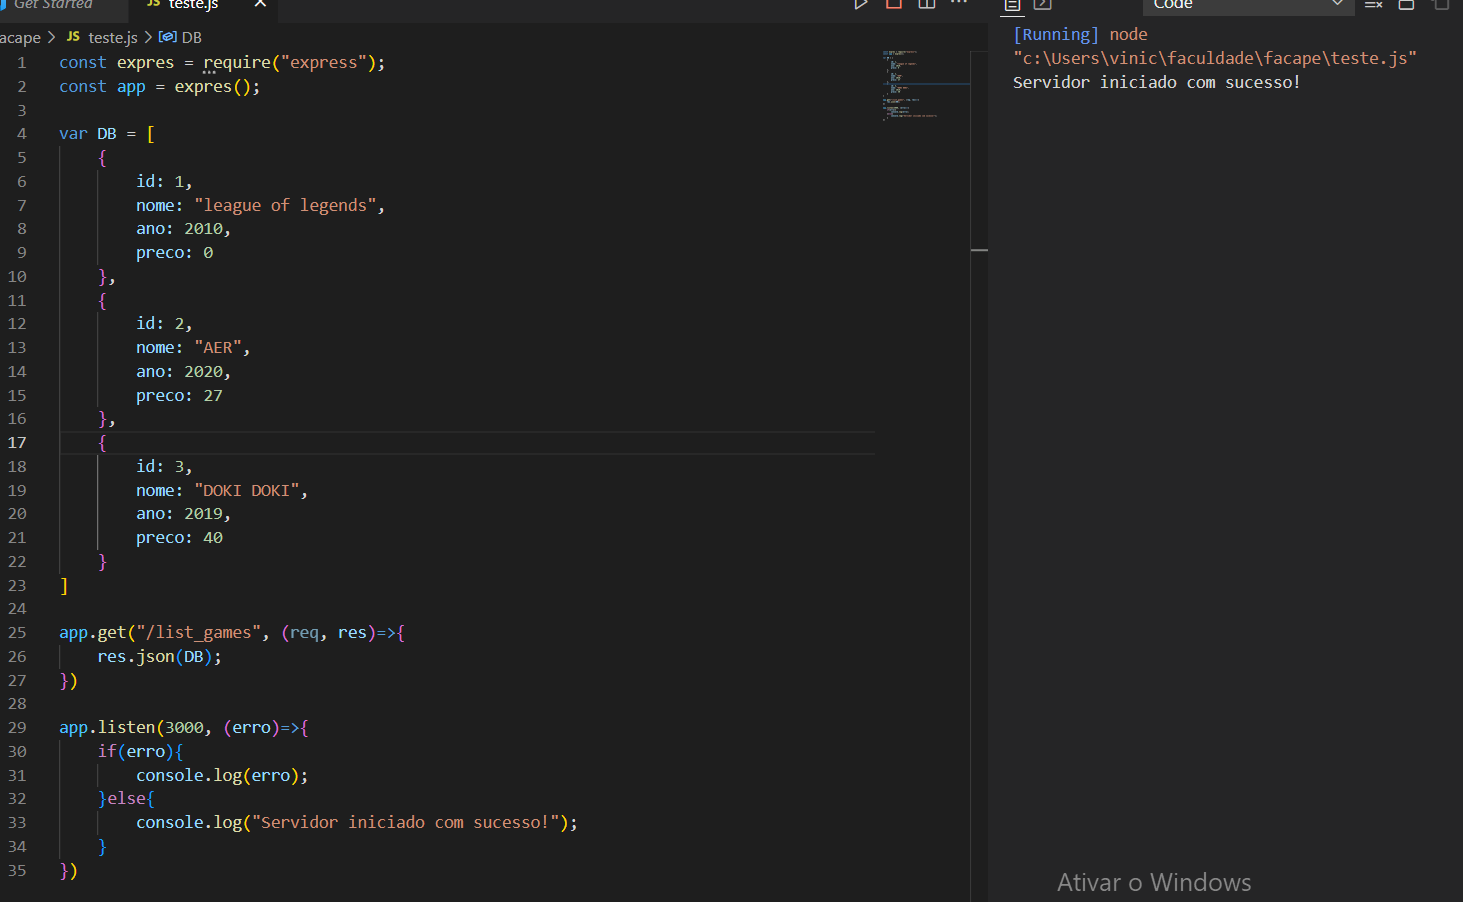 Get Started
JS teste.js
Code
acape > JS teste.js > DB
1 const expres = require("express");
2 const app = expres();
3
4 var DB = [
5 {
6 id: 1,
7 nome: "league of legends",
8 ano: 2010,
9 preco: 0
10 },
11 {
12 id: 2,
13 nome: "AER",
14 ano: 2020,
15 preco: 27
16 },
17 {
18 id: 3,
19 nome: "DOKI DOKI",
20 ano: 2019,
21 preco: 40
22 }
23 ]
24
25 app.get("/list_games", (req, res)=>{
26 res.json(DB);
27 })
28
29 app.listen(3000, (erro)=>{
30 if(erro){
31 console.log(erro);
32 }else{
33 console.log("Servidor iniciado com sucesso!");
34 }
35 })
[Running] node
"c:\Users\vinic\faculdade\facape\teste.js"
Servidor iniciado com sucesso!
Ativar o Windows